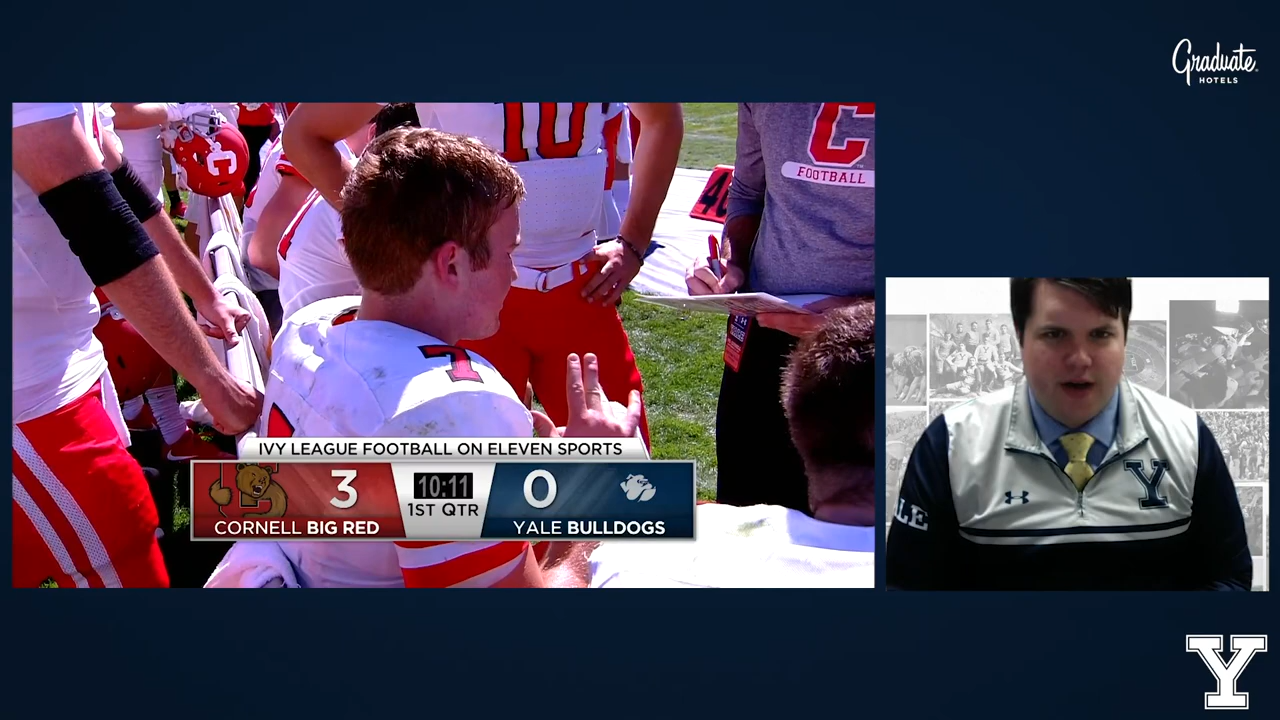 Graduate
HOTELS
10
C
FOOTBALL
C
40
7
IVY LEAGUE FOOTBALL ON ELEVEN SPORTS
3
10:11
0
1ST QTR
CORNELL BIG RED
YALE BULLDOGS
Y
LE
Y